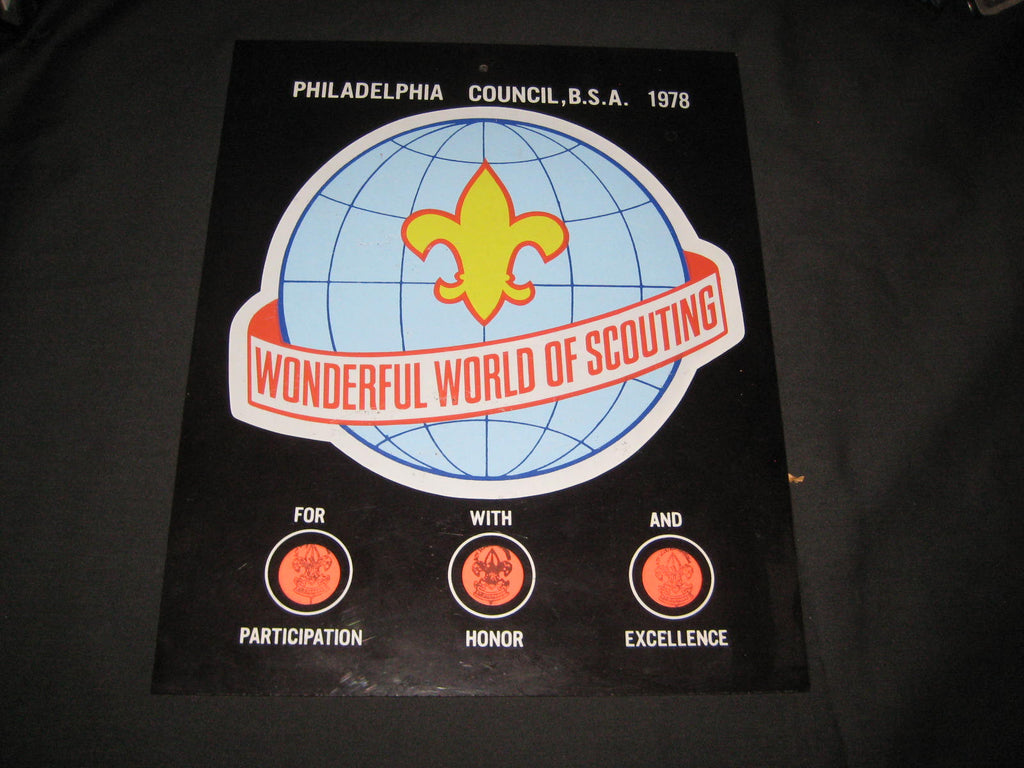 PHILADELPHIA COUNCIL, B.S.A. 1978
WONDERFUL WORLD OF SCOUTING
FOR WITH AND
PARTICIPATION HONOR EXCELLENCE